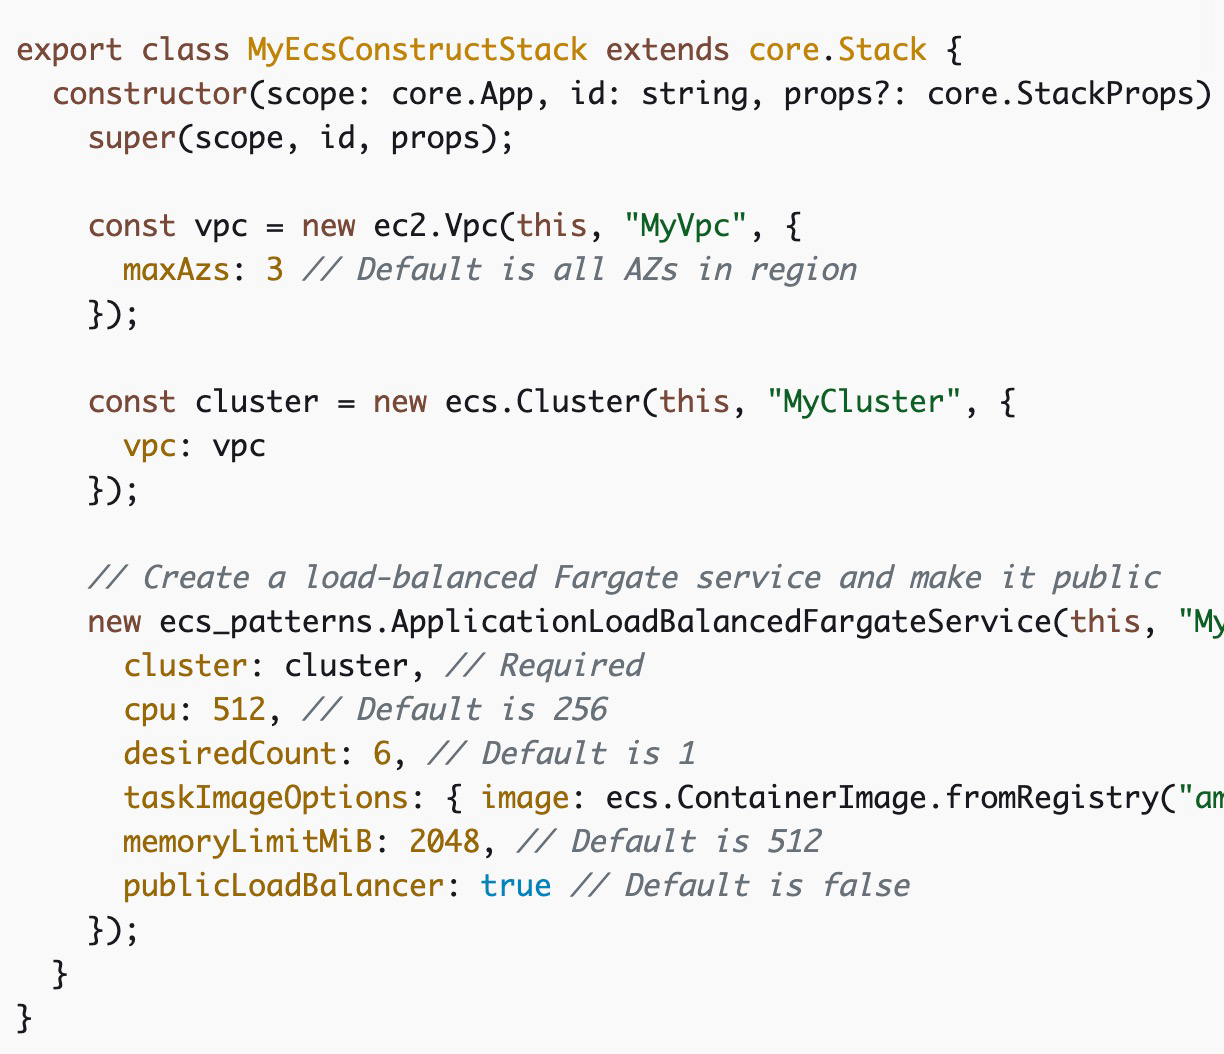 export class MyEcsConstructStack extends core.Stack {
  constructor(scope: core.App, id: string, props?: core.StackProps)
    super(scope, id, props);

    const vpc = new ec2.Vpc(this, "MyVpc", {
      maxAzs: 3 // Default is all AZs in region
    });

    const cluster = new ecs.Cluster(this, "MyCluster", {
      vpc: vpc
    });

    // Create a load-balanced Fargate service and make it public
    new ecs_patterns.ApplicationLoadBalancedFargateService(this, "My
      cluster: cluster, // Required
      cpu: 512, // Default is 256
      desiredCount: 6, // Default is 1
      taskImageOptions: { image: ecs.ContainerImage.fromRegistry("am
      memoryLimitMiB: 2048, // Default is 512
      publicLoadBalancer: true // Default is false
    });
  }
}